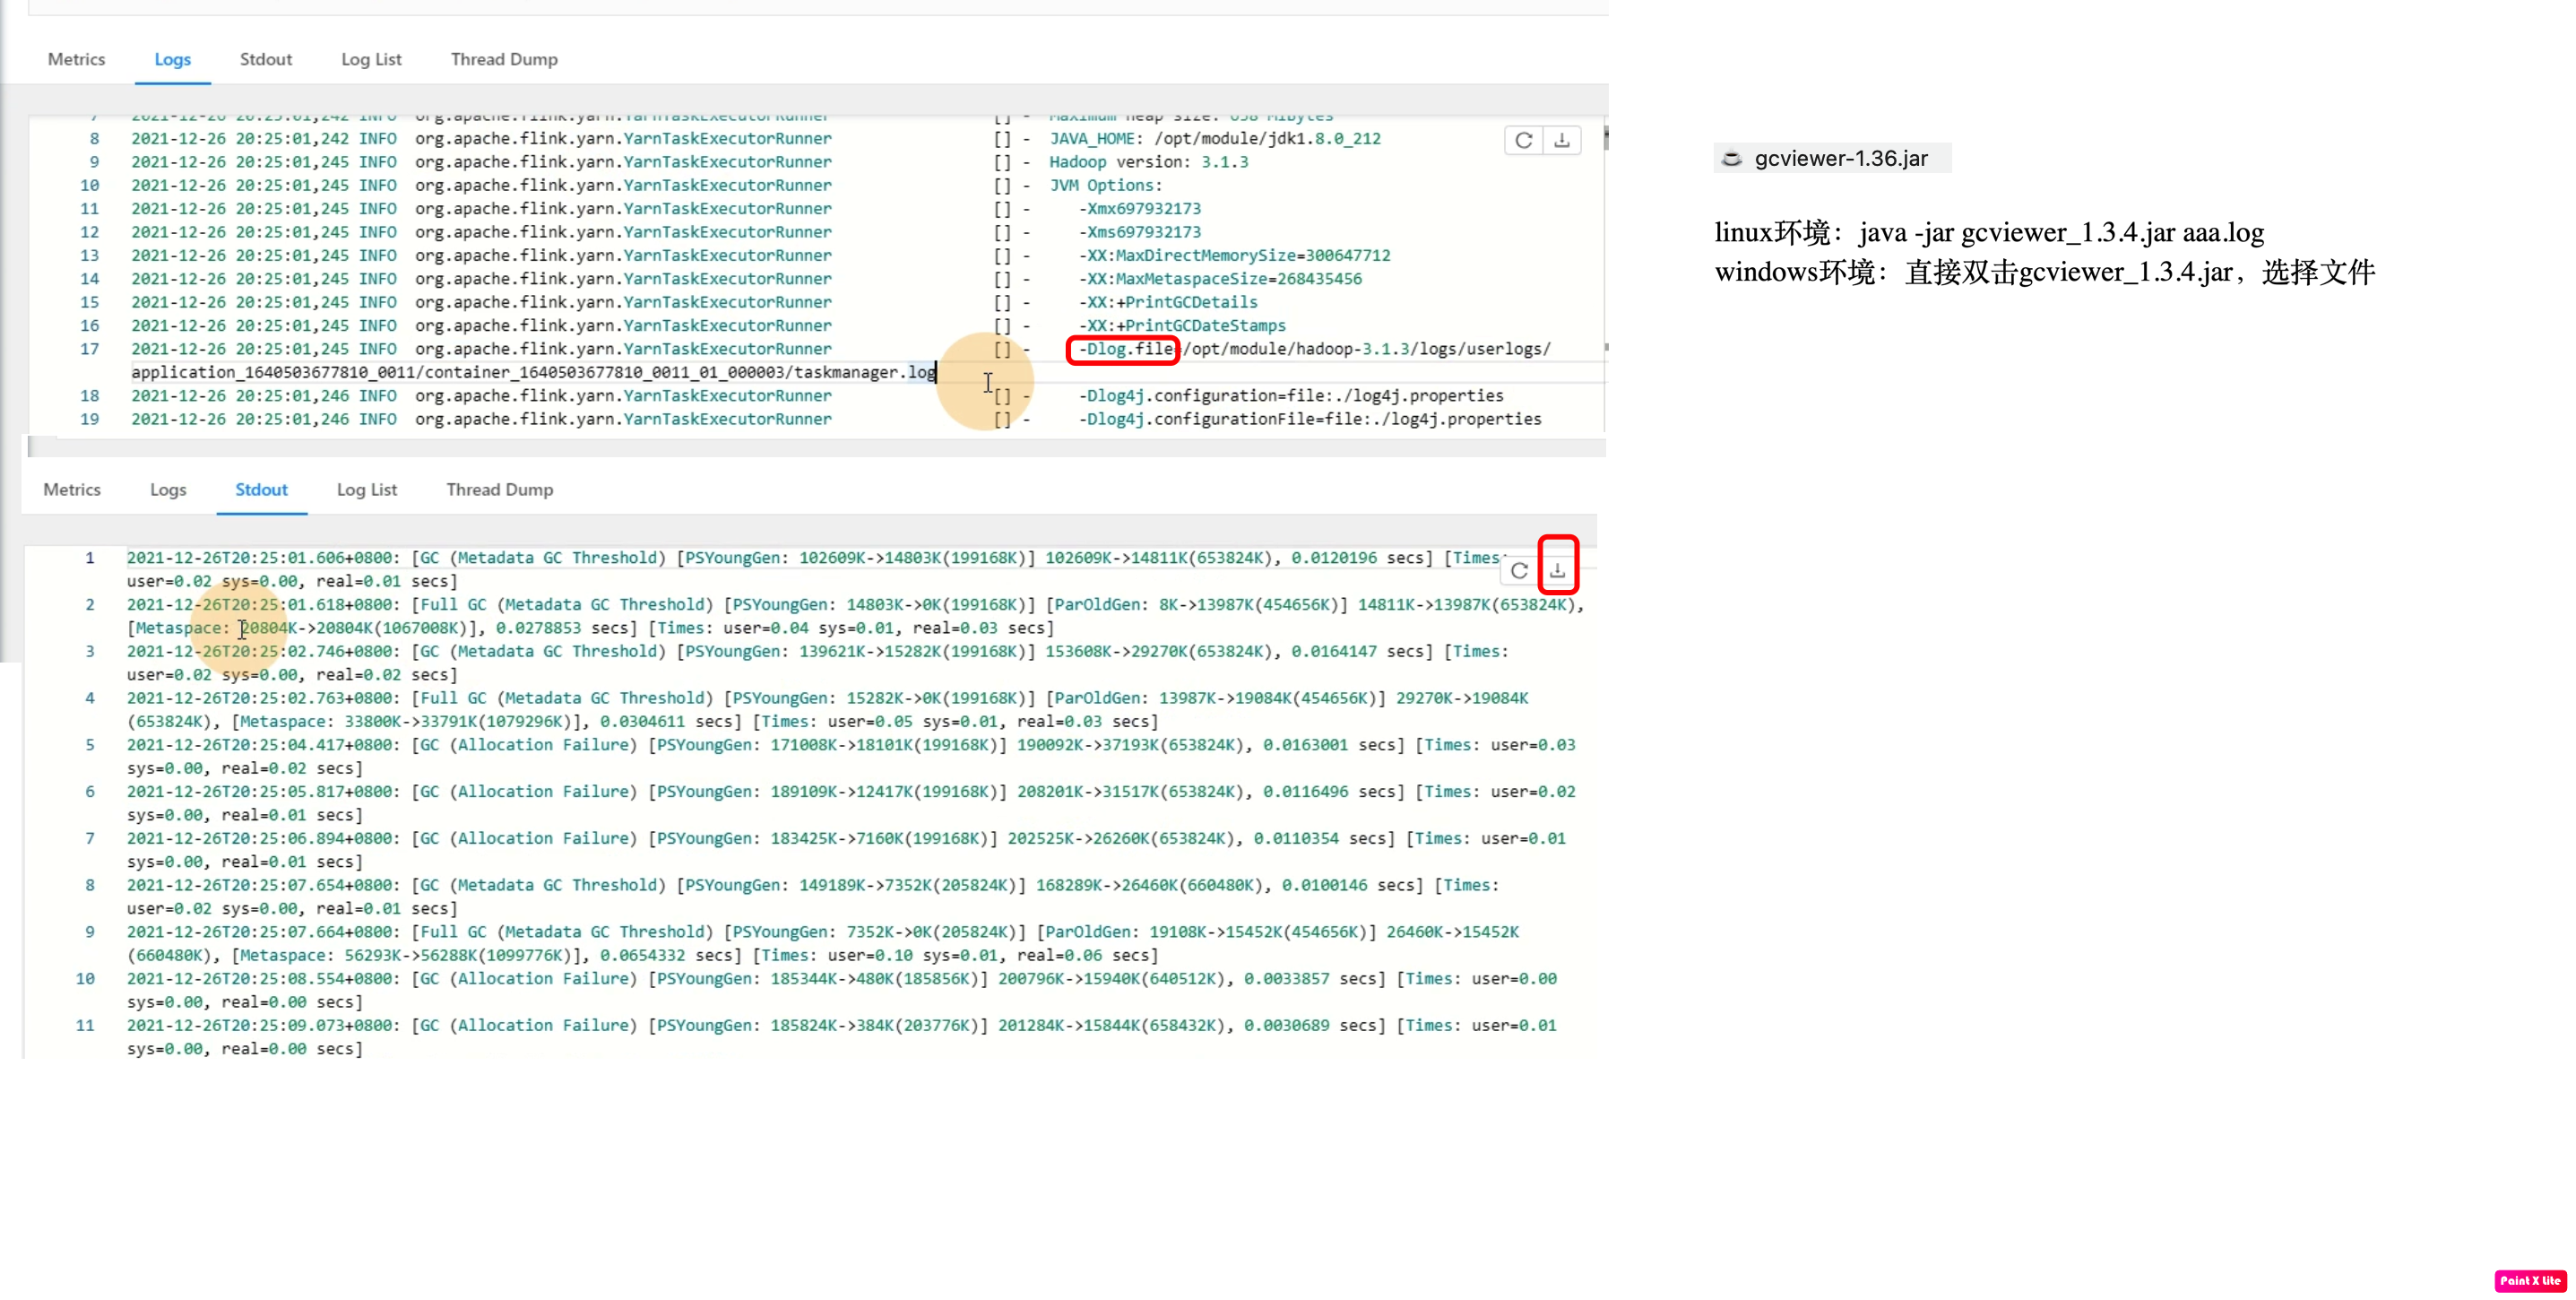 Metrics Logs Stdout Log List Thread Dump
7 2021-12-26 20:25:01,242 INFO org.apache.flink.yarn.YarnTaskExecutorRunner [] - Maximum heap size: 638 MiBytes
8 2021-12-26 20:25:01,242 INFO org.apache.flink.yarn.YarnTaskExecutorRunner [] - JAVA_HOME: /opt/module/jdk1.8.0_212
9 2021-12-26 20:25:01,245 INFO org.apache.flink.yarn.YarnTaskExecutorRunner [] - Hadoop version: 3.1.3
10 2021-12-26 20:25:01,245 INFO org.apache.flink.yarn.YarnTaskExecutorRunner [] - JVM Options:
11 2021-12-26 20:25:01,245 INFO org.apache.flink.yarn.YarnTaskExecutorRunner [] - -Xmx697932173
12 2021-12-26 20:25:01,245 INFO org.apache.flink.yarn.YarnTaskExecutorRunner [] - -Xms697932173
13 2021-12-26 20:25:01,245 INFO org.apache.flink.yarn.YarnTaskExecutorRunner [] - -XX:MaxDirectMemorySize=300647712
14 2021-12-26 20:25:01,245 INFO org.apache.flink.yarn.YarnTaskExecutorRunner [] - -XX:MaxMetaspaceSize=268435456
15 2021-12-26 20:25:01,245 INFO org.apache.flink.yarn.YarnTaskExecutorRunner [] - -XX:+PrintGCDetails
16 2021-12-26 20:25:01,245 INFO org.apache.flink.yarn.YarnTaskExecutorRunner [] - -XX:+PrintGCDateStamps
17 2021-12-26 20:25:01,245 INFO org.apache.flink.yarn.YarnTaskExecutorRunner [] - -Dlog.file=/opt/module/hadoop-3.1.3/logs/userlogs/
application_1640503677810_0011/container_1640503677810_0011_01_000003/taskmanager.log
18 2021-12-26 20:25:01,246 INFO org.apache.flink.yarn.YarnTaskExecutorRunner [] - -Dlog4j.configuration=file:./log4j.properties
19 2021-12-26 20:25:01,246 INFO org.apache.flink.yarn.YarnTaskExecutorRunner [] - -Dlog4j.configurationFile=file:./log4j.properties
Metrics Logs Stdout Log List Thread Dump
1 2021-12-26T20:25:01.606+0800: [GC (Metadata GC Threshold) [PSYoungGen: 102609K->14803K(199168K)] 102609K->14811K(653824K), 0.0120196 secs] [Times:
user=0.02 sys=0.00, real=0.01 secs]
2 2021-12-26T20:25:01.618+0800: [Full GC (Metadata GC Threshold) [PSYoungGen: 14803K->0K(199168K)] [ParOldGen: 8K->13987K(454656K)] 14811K->13987K(653824K),
[Metaspace: 20804K->20804K(1067008K)], 0.0278853 secs] [Times: user=0.04 sys=0.01, real=0.03 secs]
3 2021-12-26T20:25:02.746+0800: [GC (Metadata GC Threshold) [PSYoungGen: 139621K->15282K(199168K)] 153608K->29270K(653824K), 0.0164147 secs] [Times:
user=0.02 sys=0.00, real=0.02 secs]
4 2021-12-26T20:25:02.763+0800: [Full GC (Metadata GC Threshold) [PSYoungGen: 15282K->0K(199168K)] [ParOldGen: 13987K->19084K(454656K)] 29270K->19084K
(653824K), [Metaspace: 33800K->33791K(1079296K)], 0.0304611 secs] [Times: user=0.05 sys=0.01, real=0.03 secs]
5 2021-12-26T20:25:04.417+0800: [GC (Allocation Failure) [PSYoungGen: 171008K->18101K(199168K)] 190092K->37193K(653824K), 0.0163001 secs] [Times: user=0.03
sys=0.00, real=0.02 secs]
6 2021-12-26T20:25:05.817+0800: [GC (Allocation Failure) [PSYoungGen: 189109K->12417K(199168K)] 208201K->31517K(653824K), 0.0116496 secs] [Times: user=0.02
sys=0.00, real=0.01 secs]
7 2021-12-26T20:25:06.894+0800: [GC (Allocation Failure) [PSYoungGen: 183425K->7160K(199168K)] 202525K->26260K(653824K), 0.0110354 secs] [Times: user=0.01
sys=0.00, real=0.01 secs]
8 2021-12-26T20:25:07.654+0800: [GC (Metadata GC Threshold) [PSYoungGen: 149189K->7352K(205824K)] 168289K->26460K(660480K), 0.0100146 secs] [Times:
user=0.02 sys=0.00, real=0.01 secs]
9 2021-12-26T20:25:07.664+0800: [Full GC (Metadata GC Threshold) [PSYoungGen: 7352K->0K(205824K)] [ParOldGen: 19108K->15452K(454656K)] 26460K->15452K
(660480K), [Metaspace: 56293K->56288K(1099776K)], 0.0654332 secs] [Times: user=0.10 sys=0.01, real=0.06 secs]
10 2021-12-26T20:25:08.554+0800: [GC (Allocation Failure) [PSYoungGen: 185344K->480K(185856K)] 200796K->15940K(640512K), 0.0033857 secs] [Times: user=0.00
sys=0.00, real=0.00 secs]
11 2021-12-26T20:25:09.073+0800: [GC (Allocation Failure) [PSYoungGen: 185824K->384K(203776K)] 201284K->15844K(658432K), 0.0030689 secs] [Times: user=0.01
sys=0.00, real=0.00 secs]
gcviewer-1.36.jar
linux环境：java -jar gcviewer_1.3.4.jar aaa.log
windows环境：直接双击gcviewer_1.3.4.jar，选择文件
Paint X lite